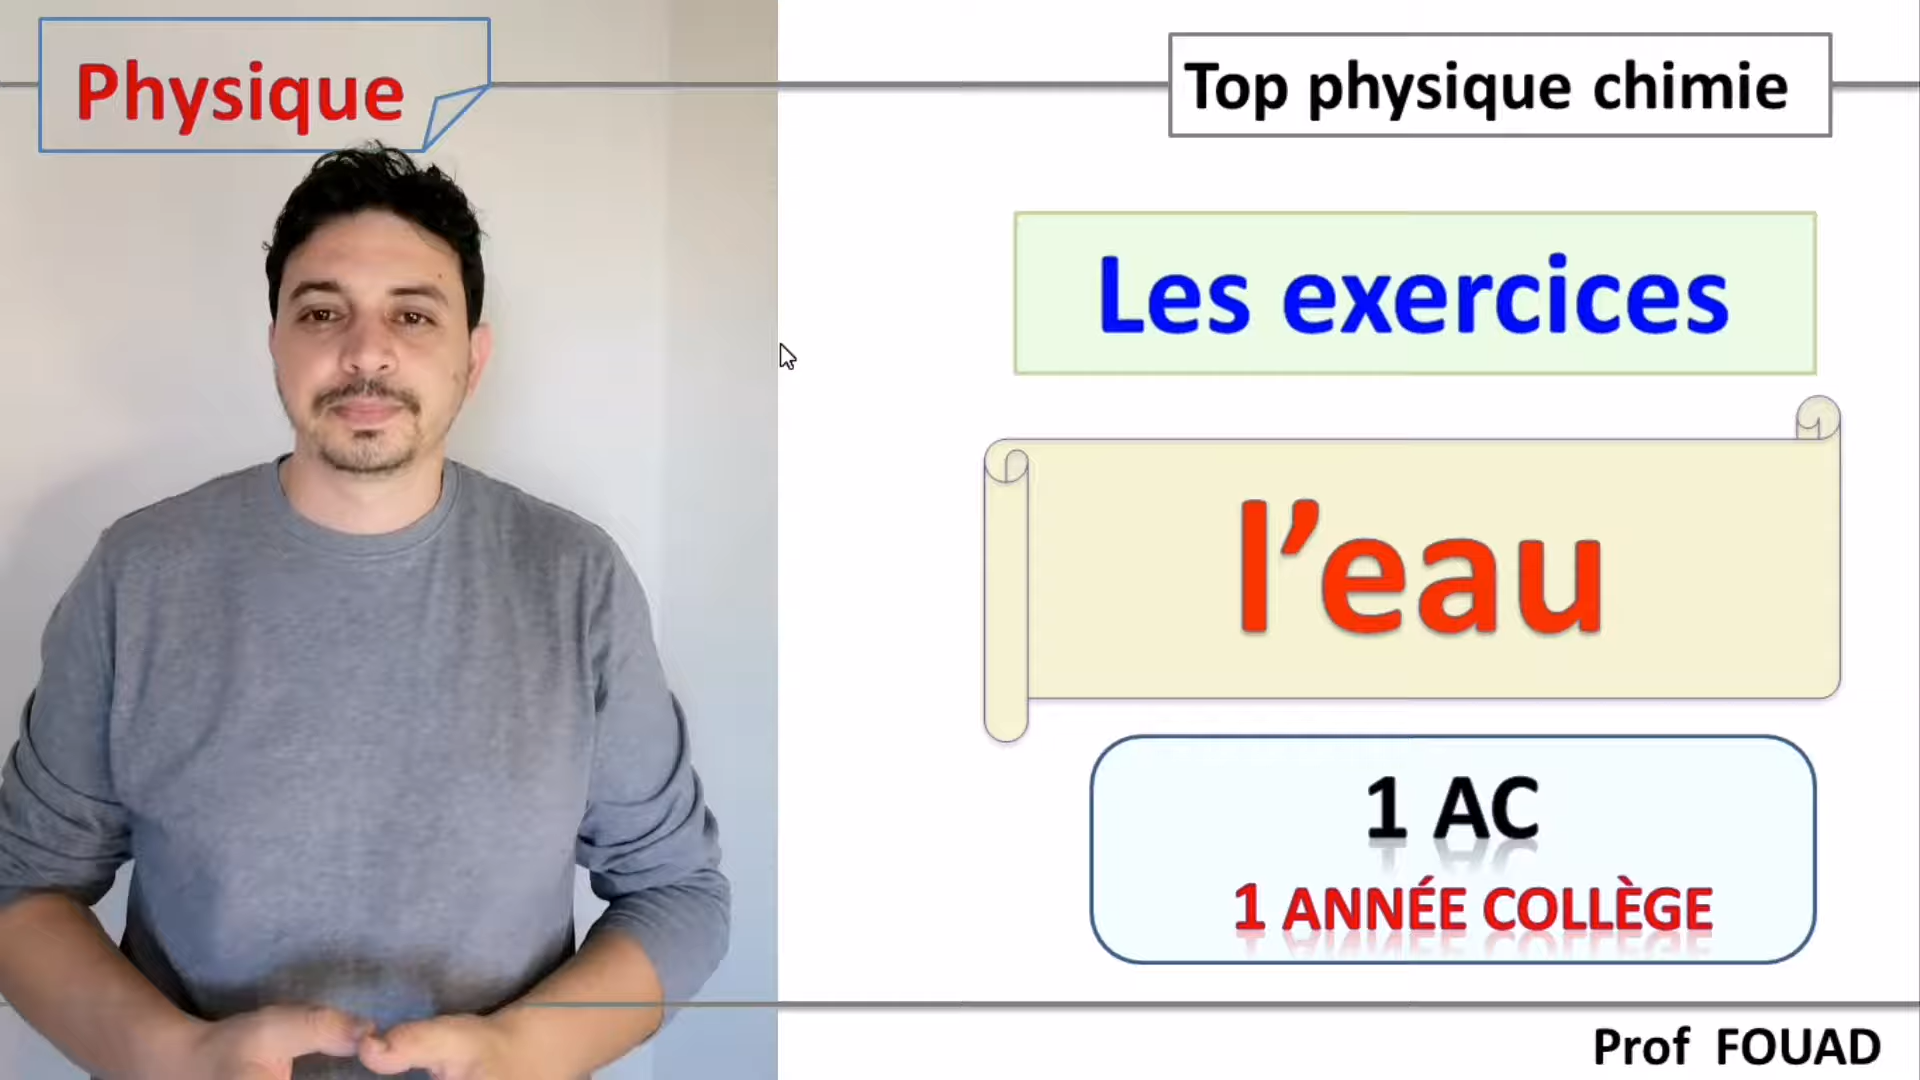 Physique
Top physique chimie
Les exercices
l’eau
1 AC
1 ANNÉE COLLÈGE
Prof FOUAD